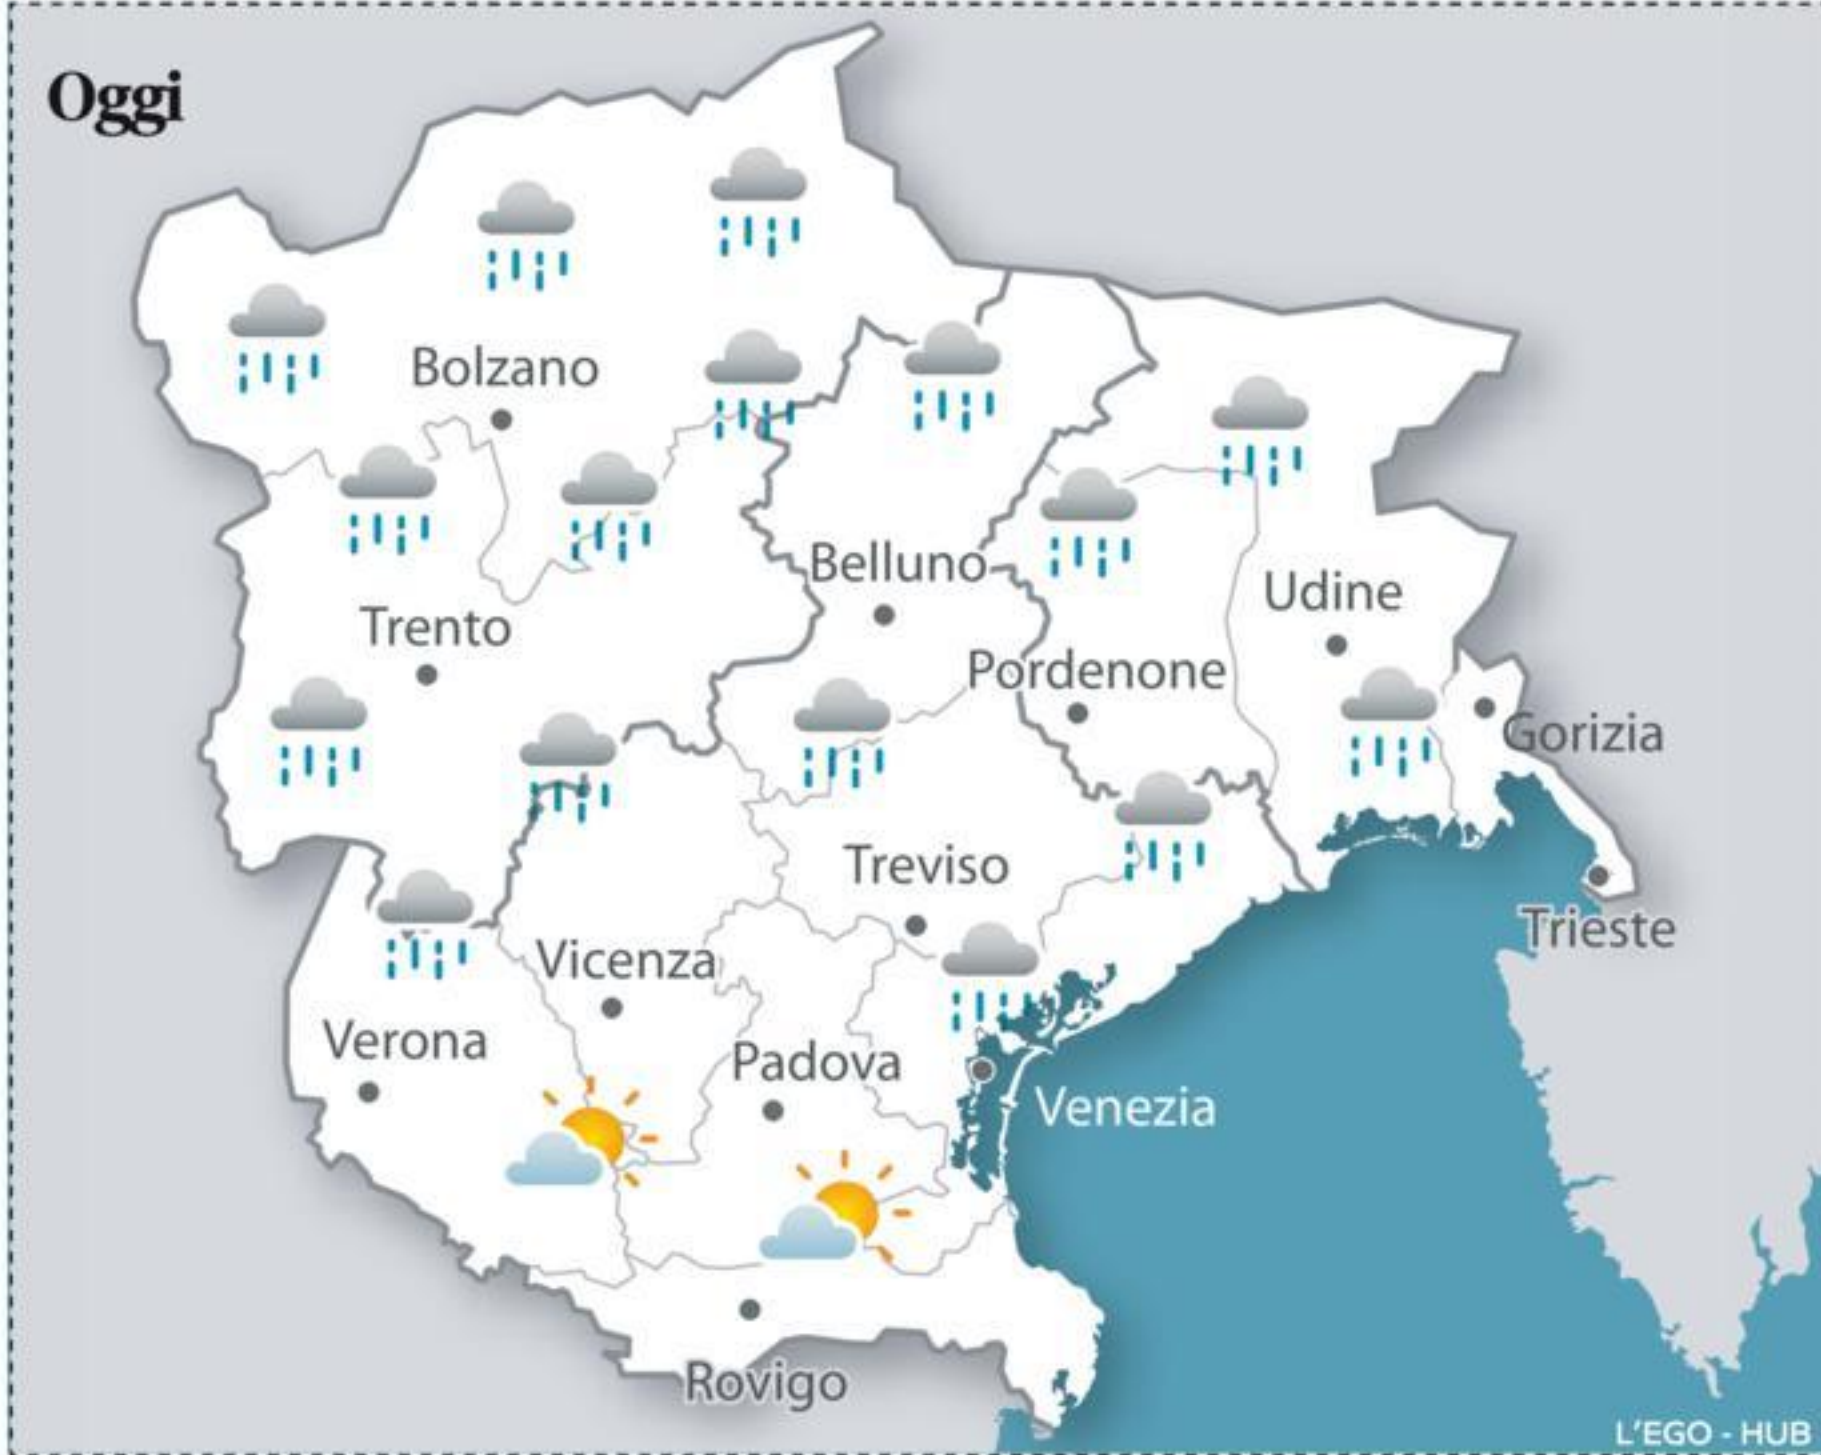 Oggi
Bolzano
Belluno
Udine
Trento
Pordenone
Gorizia
Treviso
Trieste
Vicenza
Verona
Padova
Venezia
Rovigo
L'EGO - HUB